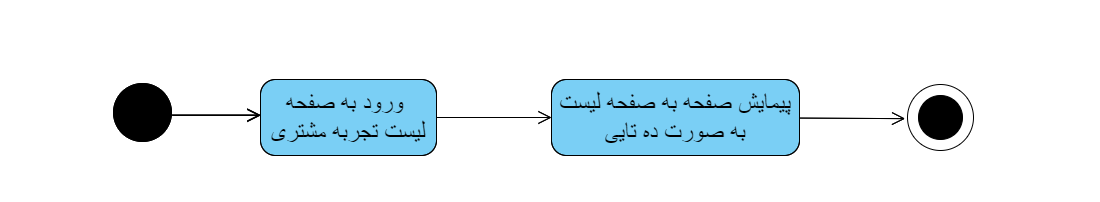 ورود به صفحه
لیست تجربه مشتری
پیمایش صفحه به صفحه لیست
به صورت ده تایی